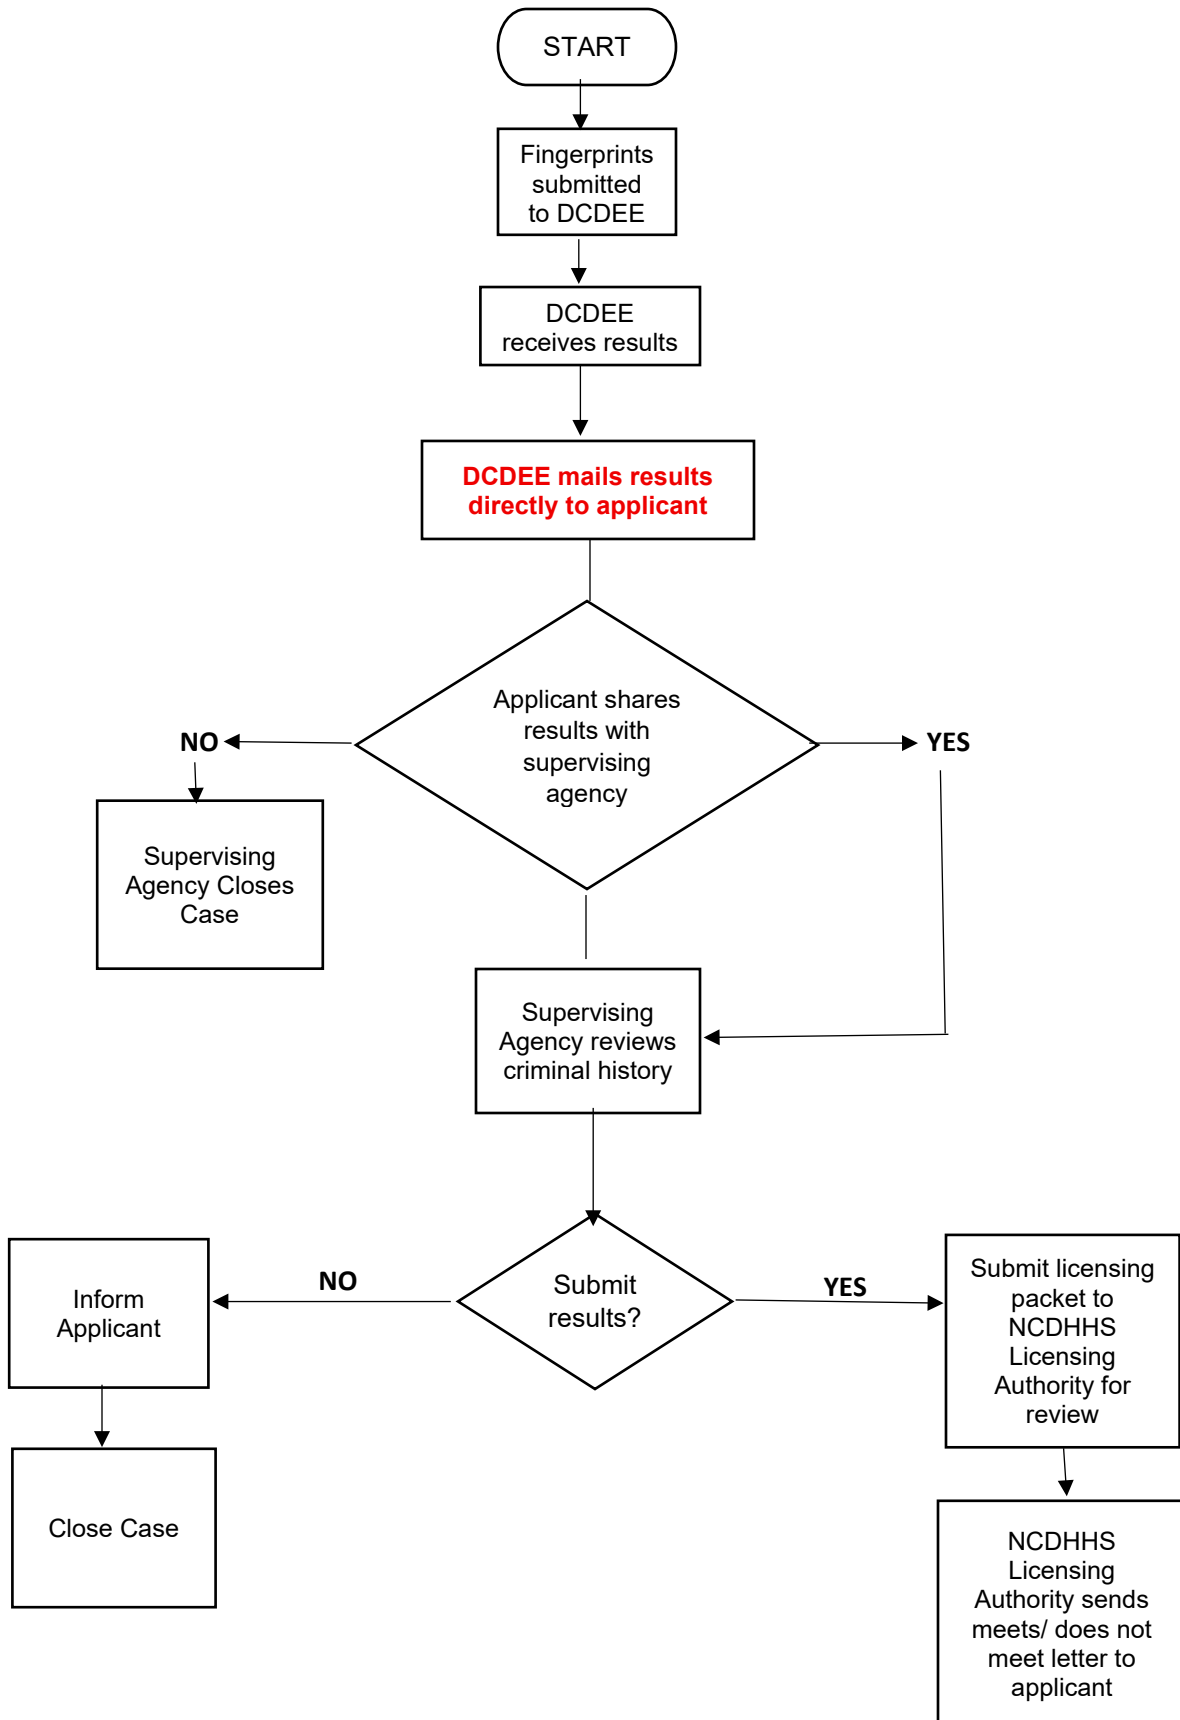 START
Fingerprints
submitted
to DCDEE
DCDEE
receives results
DCDEE mails results
directly to applicant
Applicant shares
results with
supervising
agency
NO
YES
Supervising
Agency Closes
Case
Supervising
Agency reviews
criminal history
Submit
results?
NO
YES
Inform
Applicant
Close Case
Submit licensing
packet to
NCDHHS
Licensing
Authority for
review
NCDHHS
Licensing
Authority sends
meets/ does not
meet letter to
applicant